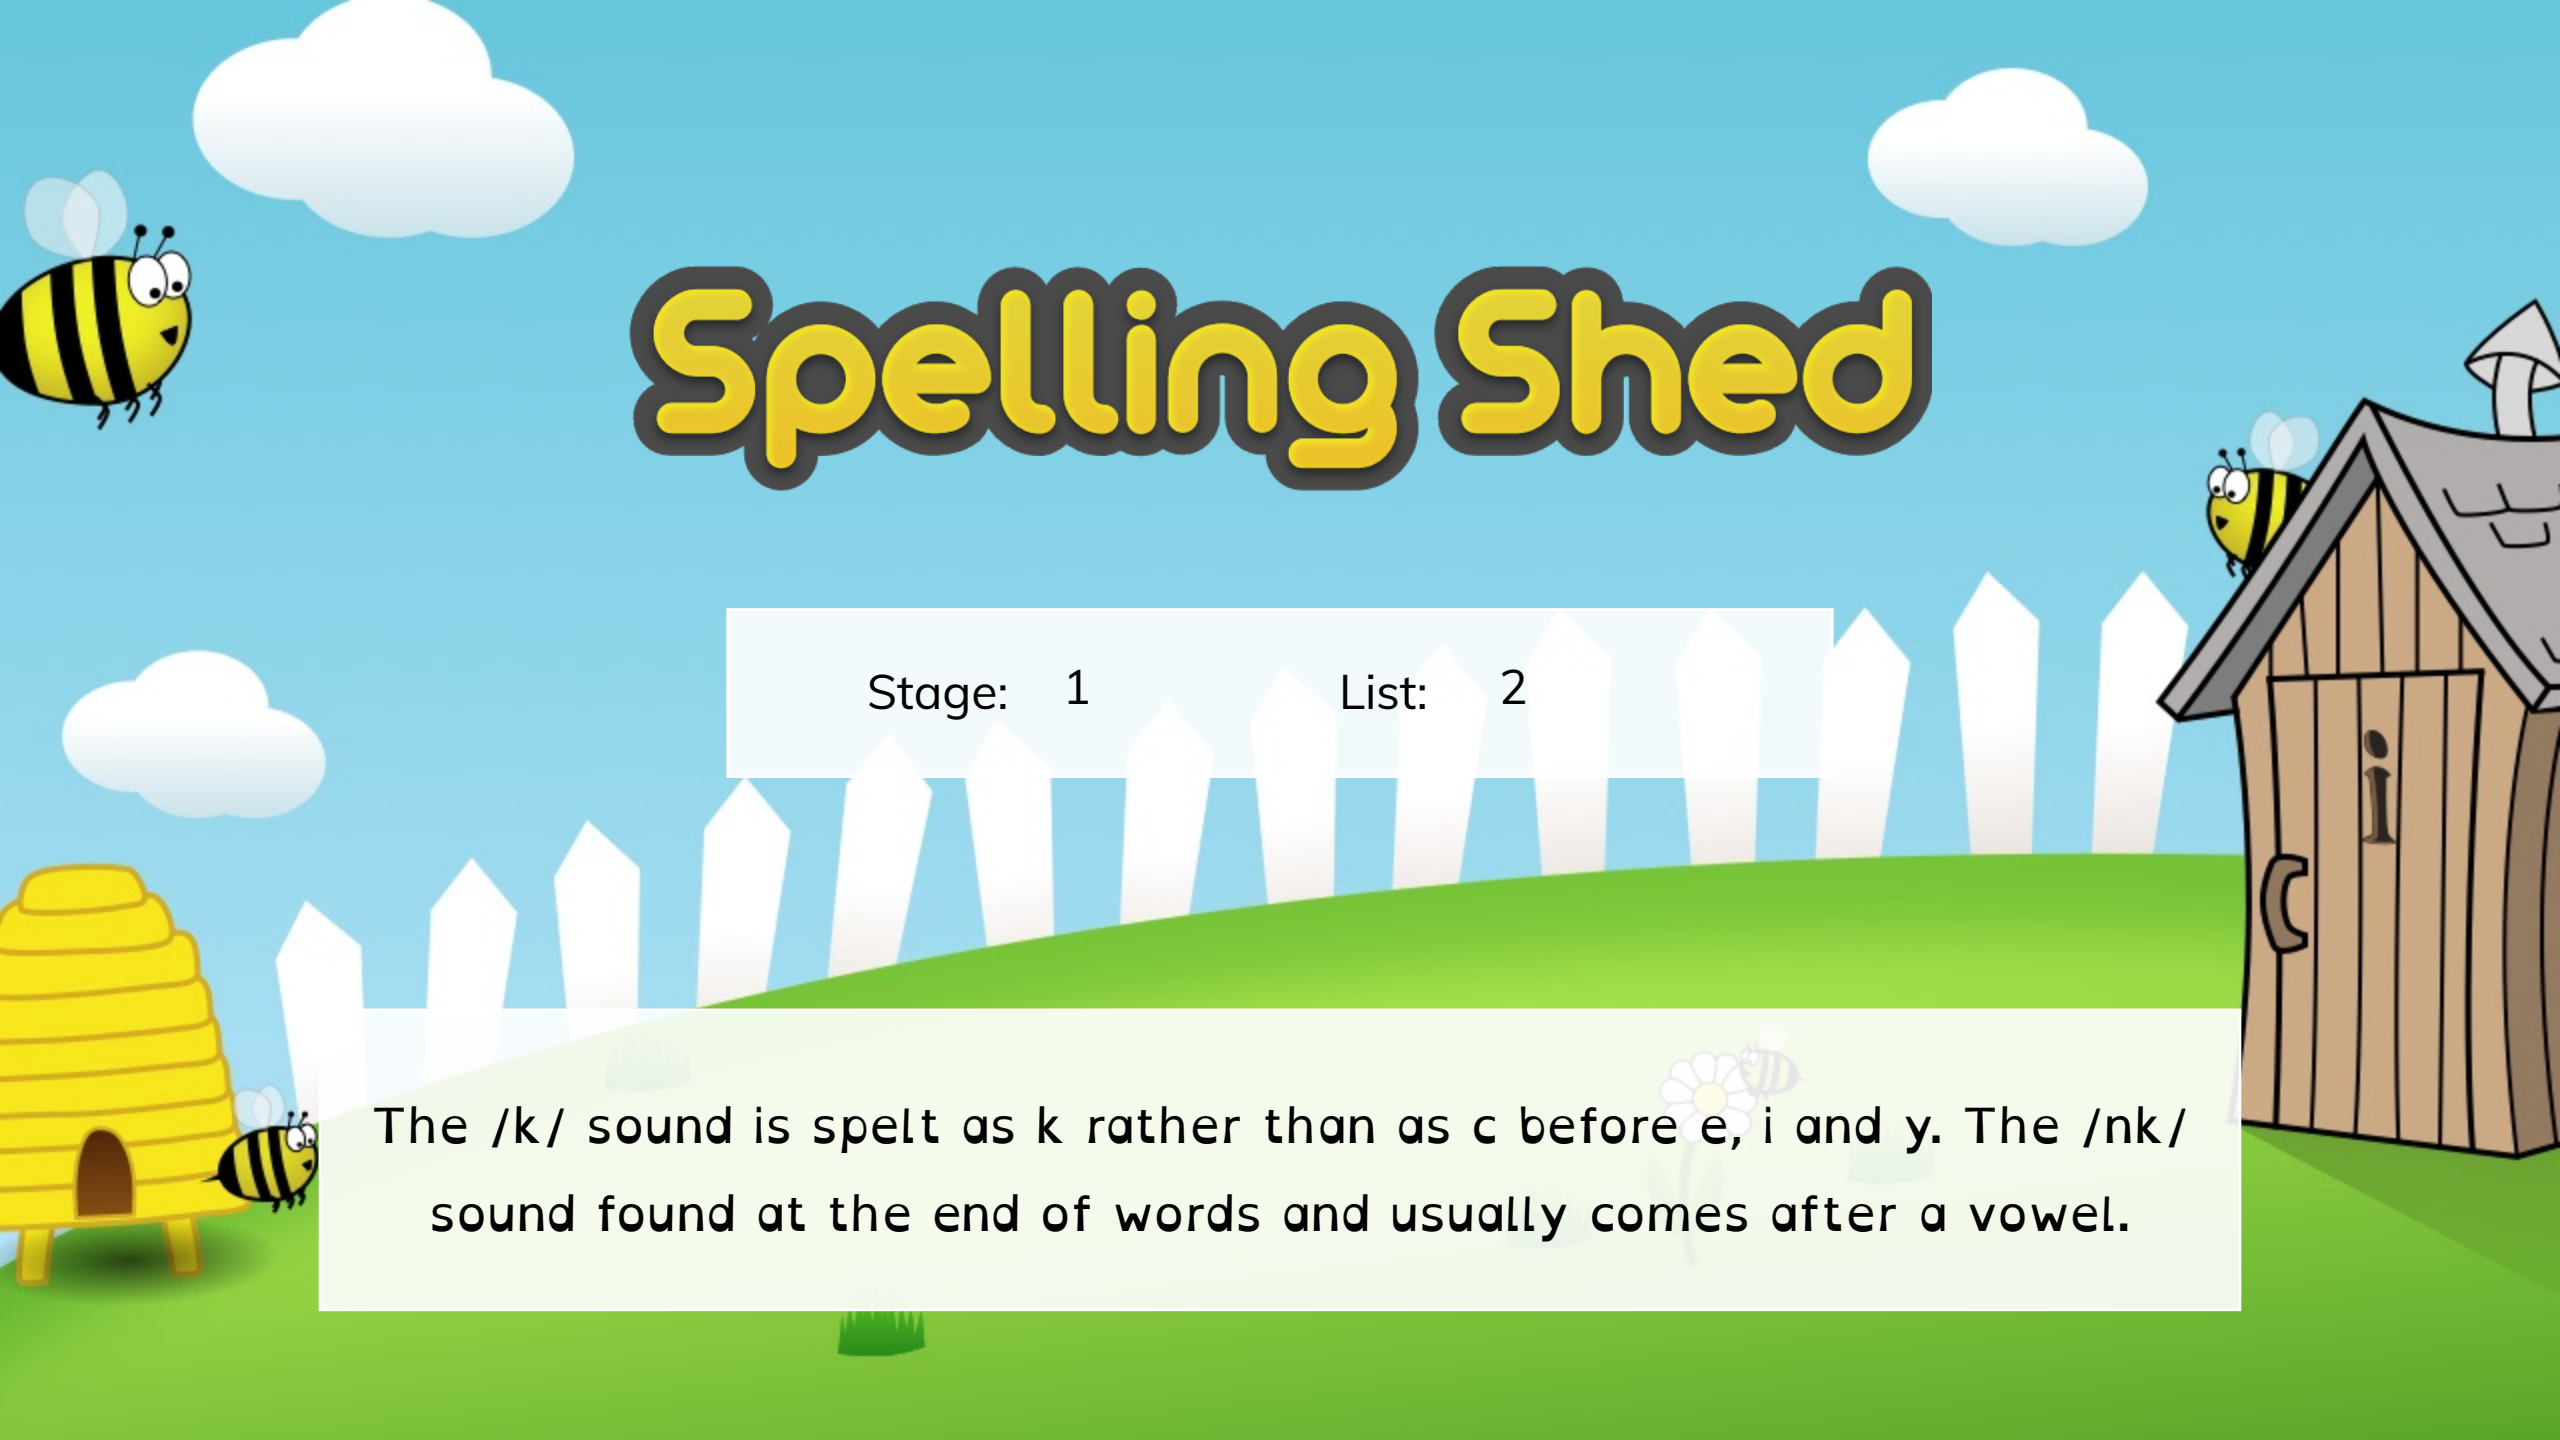 Spelling Shed
Stage: 1 List: 2
i
The /k/ sound is spelt as k rather than as c before e, i and y. The /nk/
sound found at the end of words and usually comes after a vowel.